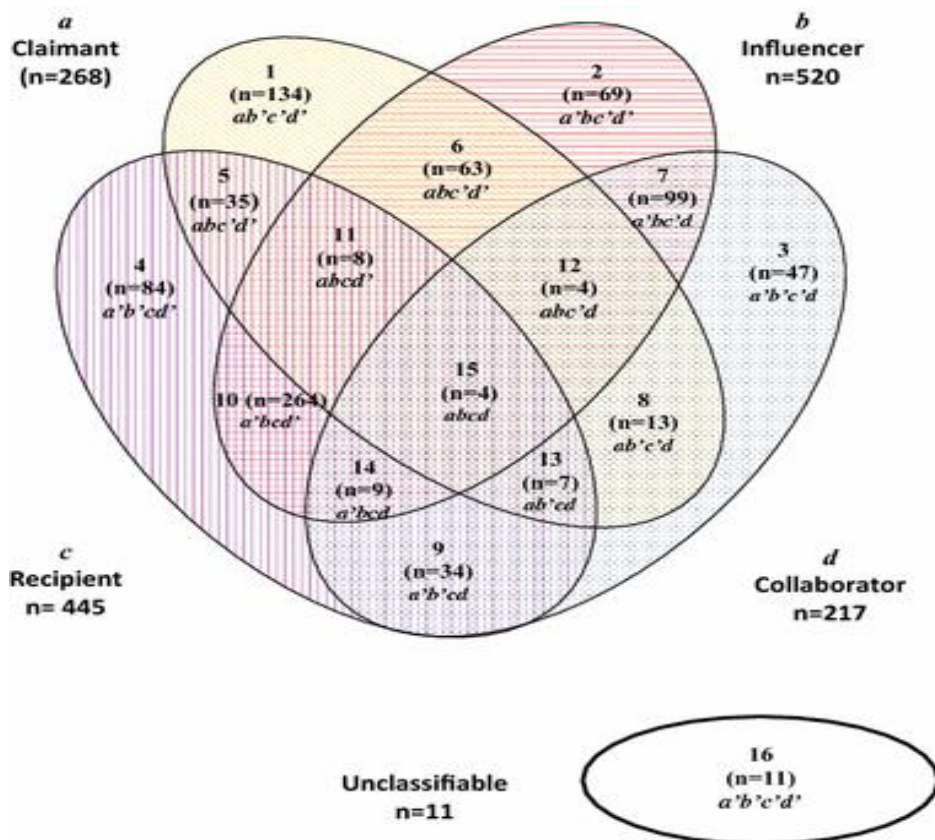 a
Claimant
(n=268)
b
Influencer
n=520
1
(n=134)
ab'c'd'
2
(n=69)
a'bc'd'
6
(n=63)
abc'd'
5
(n=35)
abc'd'
7
(n=99)
a'bc'd
11
(n=8)
abcd'
4
(n=84)
a'b'cd'
12
(n=4)
abc'd
3
(n=47)
a'b'c'd
15
(n=4)
abcd
10 (n=264)
a'bcd'
8
(n=13)
ab'c'd
14
(n=9)
a'bcd
13
(n=7)
ab'cd
9
(n=34)
a'b'cd
c
Recipient
n= 445
d
Collaborator
n=217
Unclassifiable
n=11
16
(n=11)
a'b'c'd'